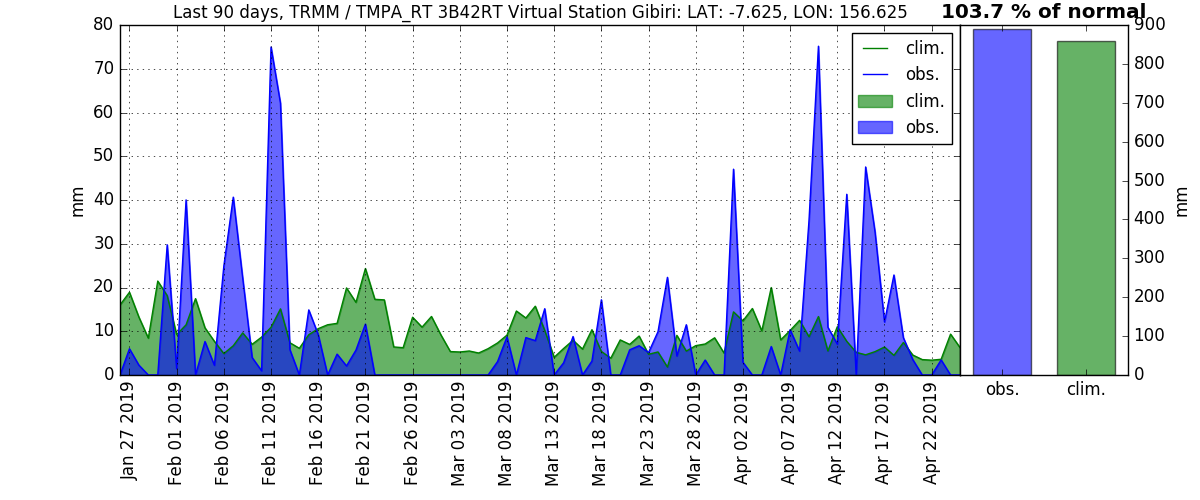 Last 90 days, TRMM / TMPA_RT 3B42RT Virtual Station Gibiri: LAT: -7.625, LON: 156.625
103.7 % of normal
80
70
60
50
40
30
20
10
0
mm
clim.
obs.
clim.
obs.
Jan 27 2019
Feb 01 2019
Feb 06 2019
Feb 11 2019
Feb 16 2019
Feb 21 2019
Feb 26 2019
Mar 03 2019
Mar 08 2019
Mar 13 2019
Mar 18 2019
Mar 23 2019
Mar 28 2019
Apr 02 2019
Apr 07 2019
Apr 12 2019
Apr 17 2019
Apr 22 2019
900
800
700
600
500
400
300
200
100
0
mm
obs.
clim.